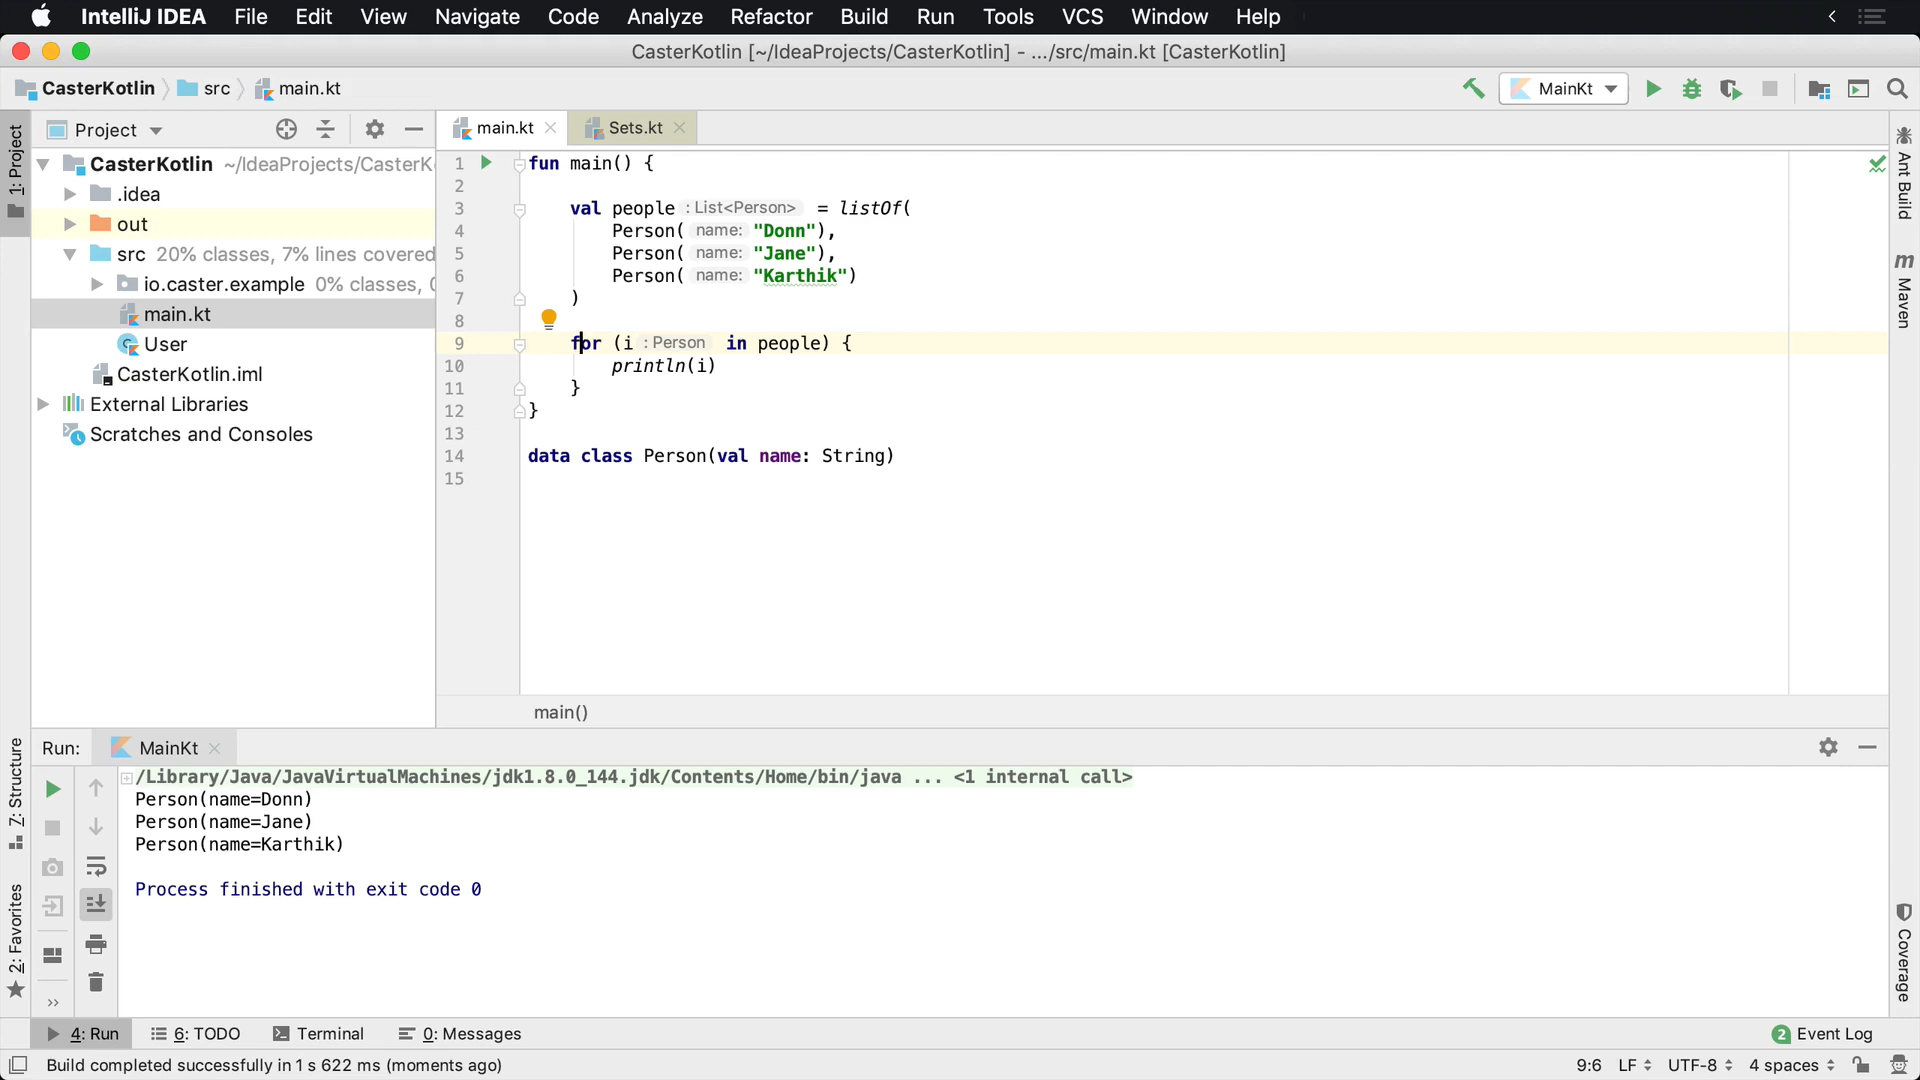 IntelliJ IDEA File Edit View Navigate Code Analyze Refactor Build Run Tools VCS Window Help
CasterKotlin [~/IdeaProjects/CasterKotlin] - .../src/main.kt [CasterKotlin]
CasterKotlin src main.kt MainKt
1: Project
Project
CasterKotlin ~/IdeaProjects/CasterK
.idea
out
src 20% classes, 7% lines covered
io.caster.example 0% classes, 0
main.kt
User
CasterKotlin.iml
External Libraries
Scratches and Consoles
main.kt Sets.kt
1 fun main() {
2
3 val people : List<Person> = listOf(
4 Person( name: "Donn"),
5 Person( name: "Jane"),
6 Person( name: "Karthik")
7 )
8
9 for (i : Person in people) {
10 println(i)
11 }
12 }
13
14 data class Person(val name: String)
15
main()
Ant Build
m Maven
Run: MainKt
/Library/Java/JavaVirtualMachines/jdk1.8.0_144.jdk/Contents/Home/bin/java ... <1 internal call>
Person(name=Donn)
Person(name=Jane)
Person(name=Karthik)
Process finished with exit code 0
Z: Structure
2: Favorites
Coverage
4: Run 6: TODO Terminal 0: Messages 2 Event Log
Build completed successfully in 1 s 622 ms (moments ago) 9:6 LF UTF-8 4 spaces